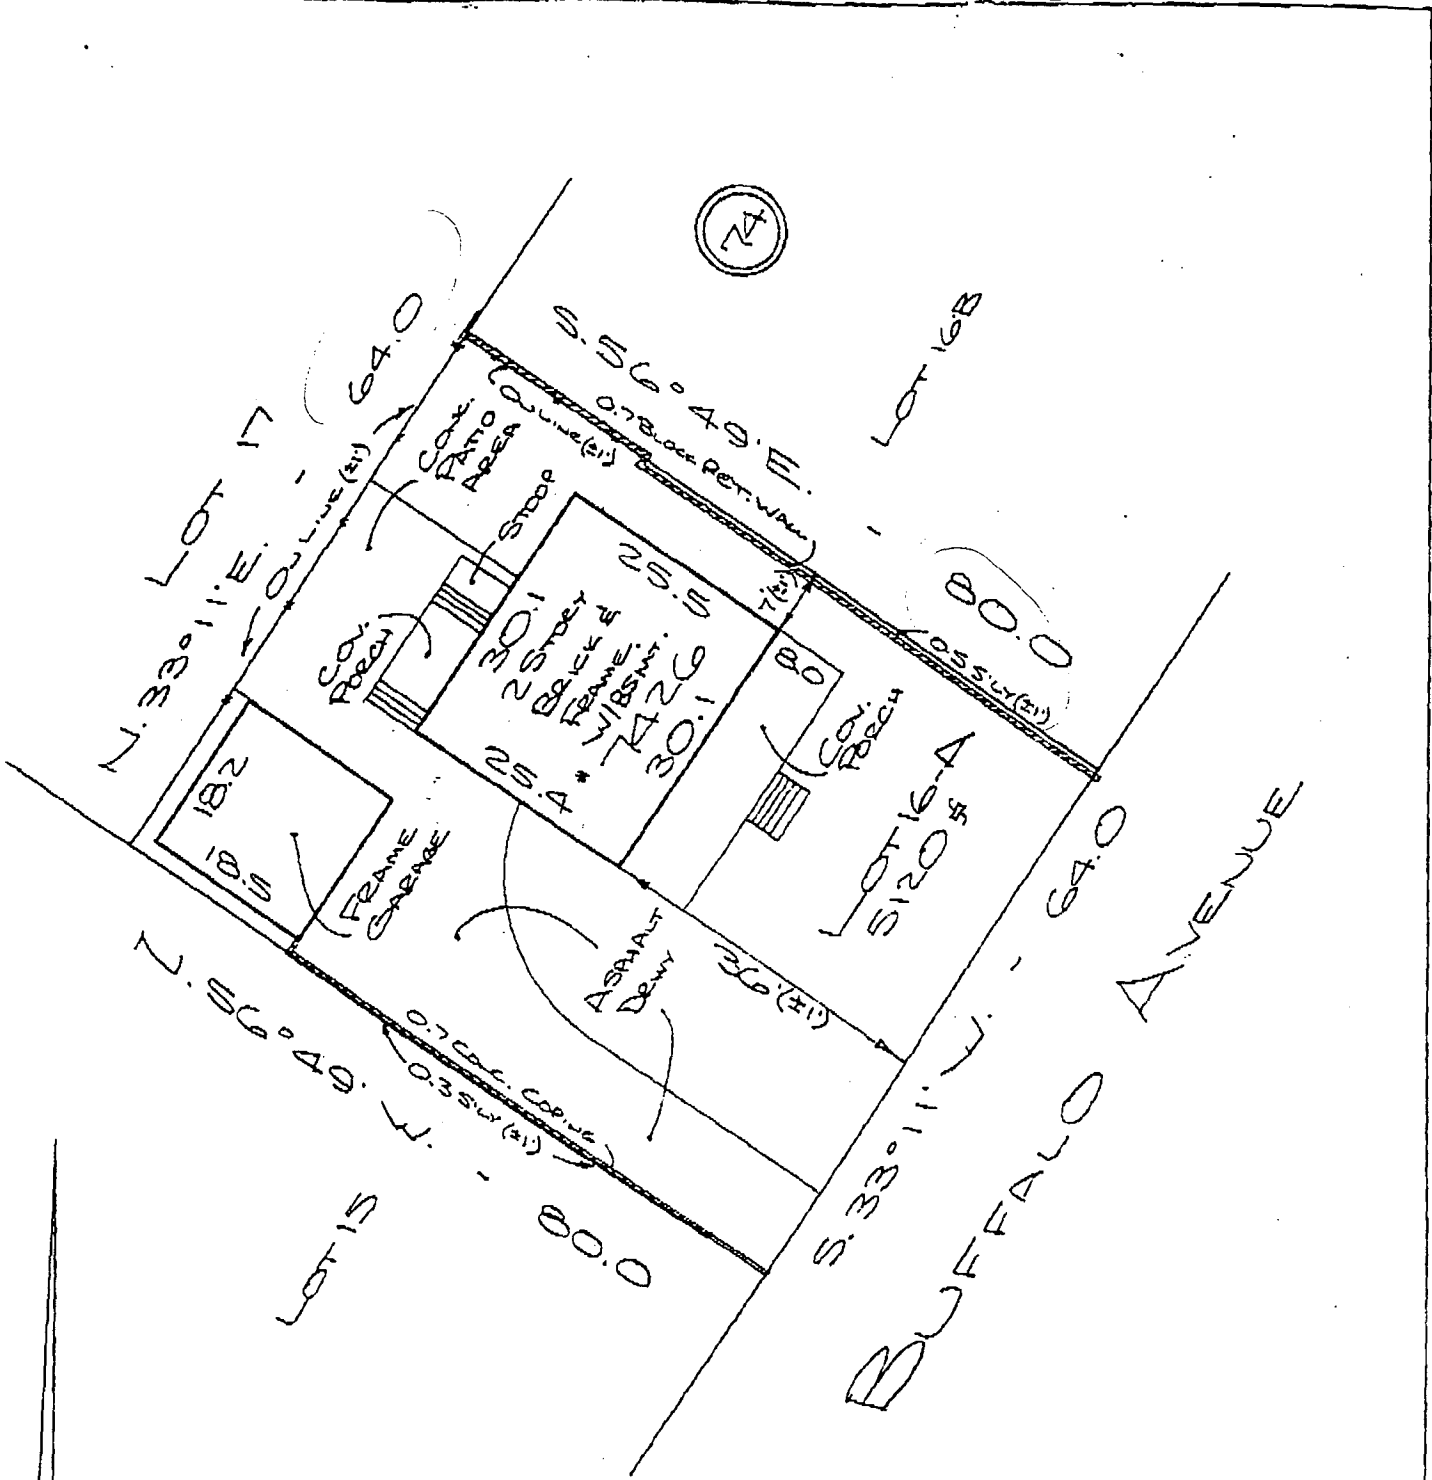 74
LOT 17
N.33°11'E. - 64.0
ON LINE (±1')
S.56°49'E. - 80.0
ON LINE (±1')
0.7 BLOCK RET. WALL
LOT 16B
CONC.
PATIO
AREA
STOOP
COV.
PORCH
18.2
18.5
FRAME
GARAGE
30.1
2 STORY
BRICK &
FRAME
W/BSMT.
# 7426
30.1
25.5
25.4
7'(±1')
8.0
0.5 S'LY (±1')
COV.
PORCH
LOT 16-A
5120 SF
ASPHALT
DRWY
36'(±1')
0.7 CONC. COPING
0.3 S'LY (±1')
N.56°49'W. - 80.0
LOT 15
S.33°11'W. - 64.0
BUFFALO AVENUE